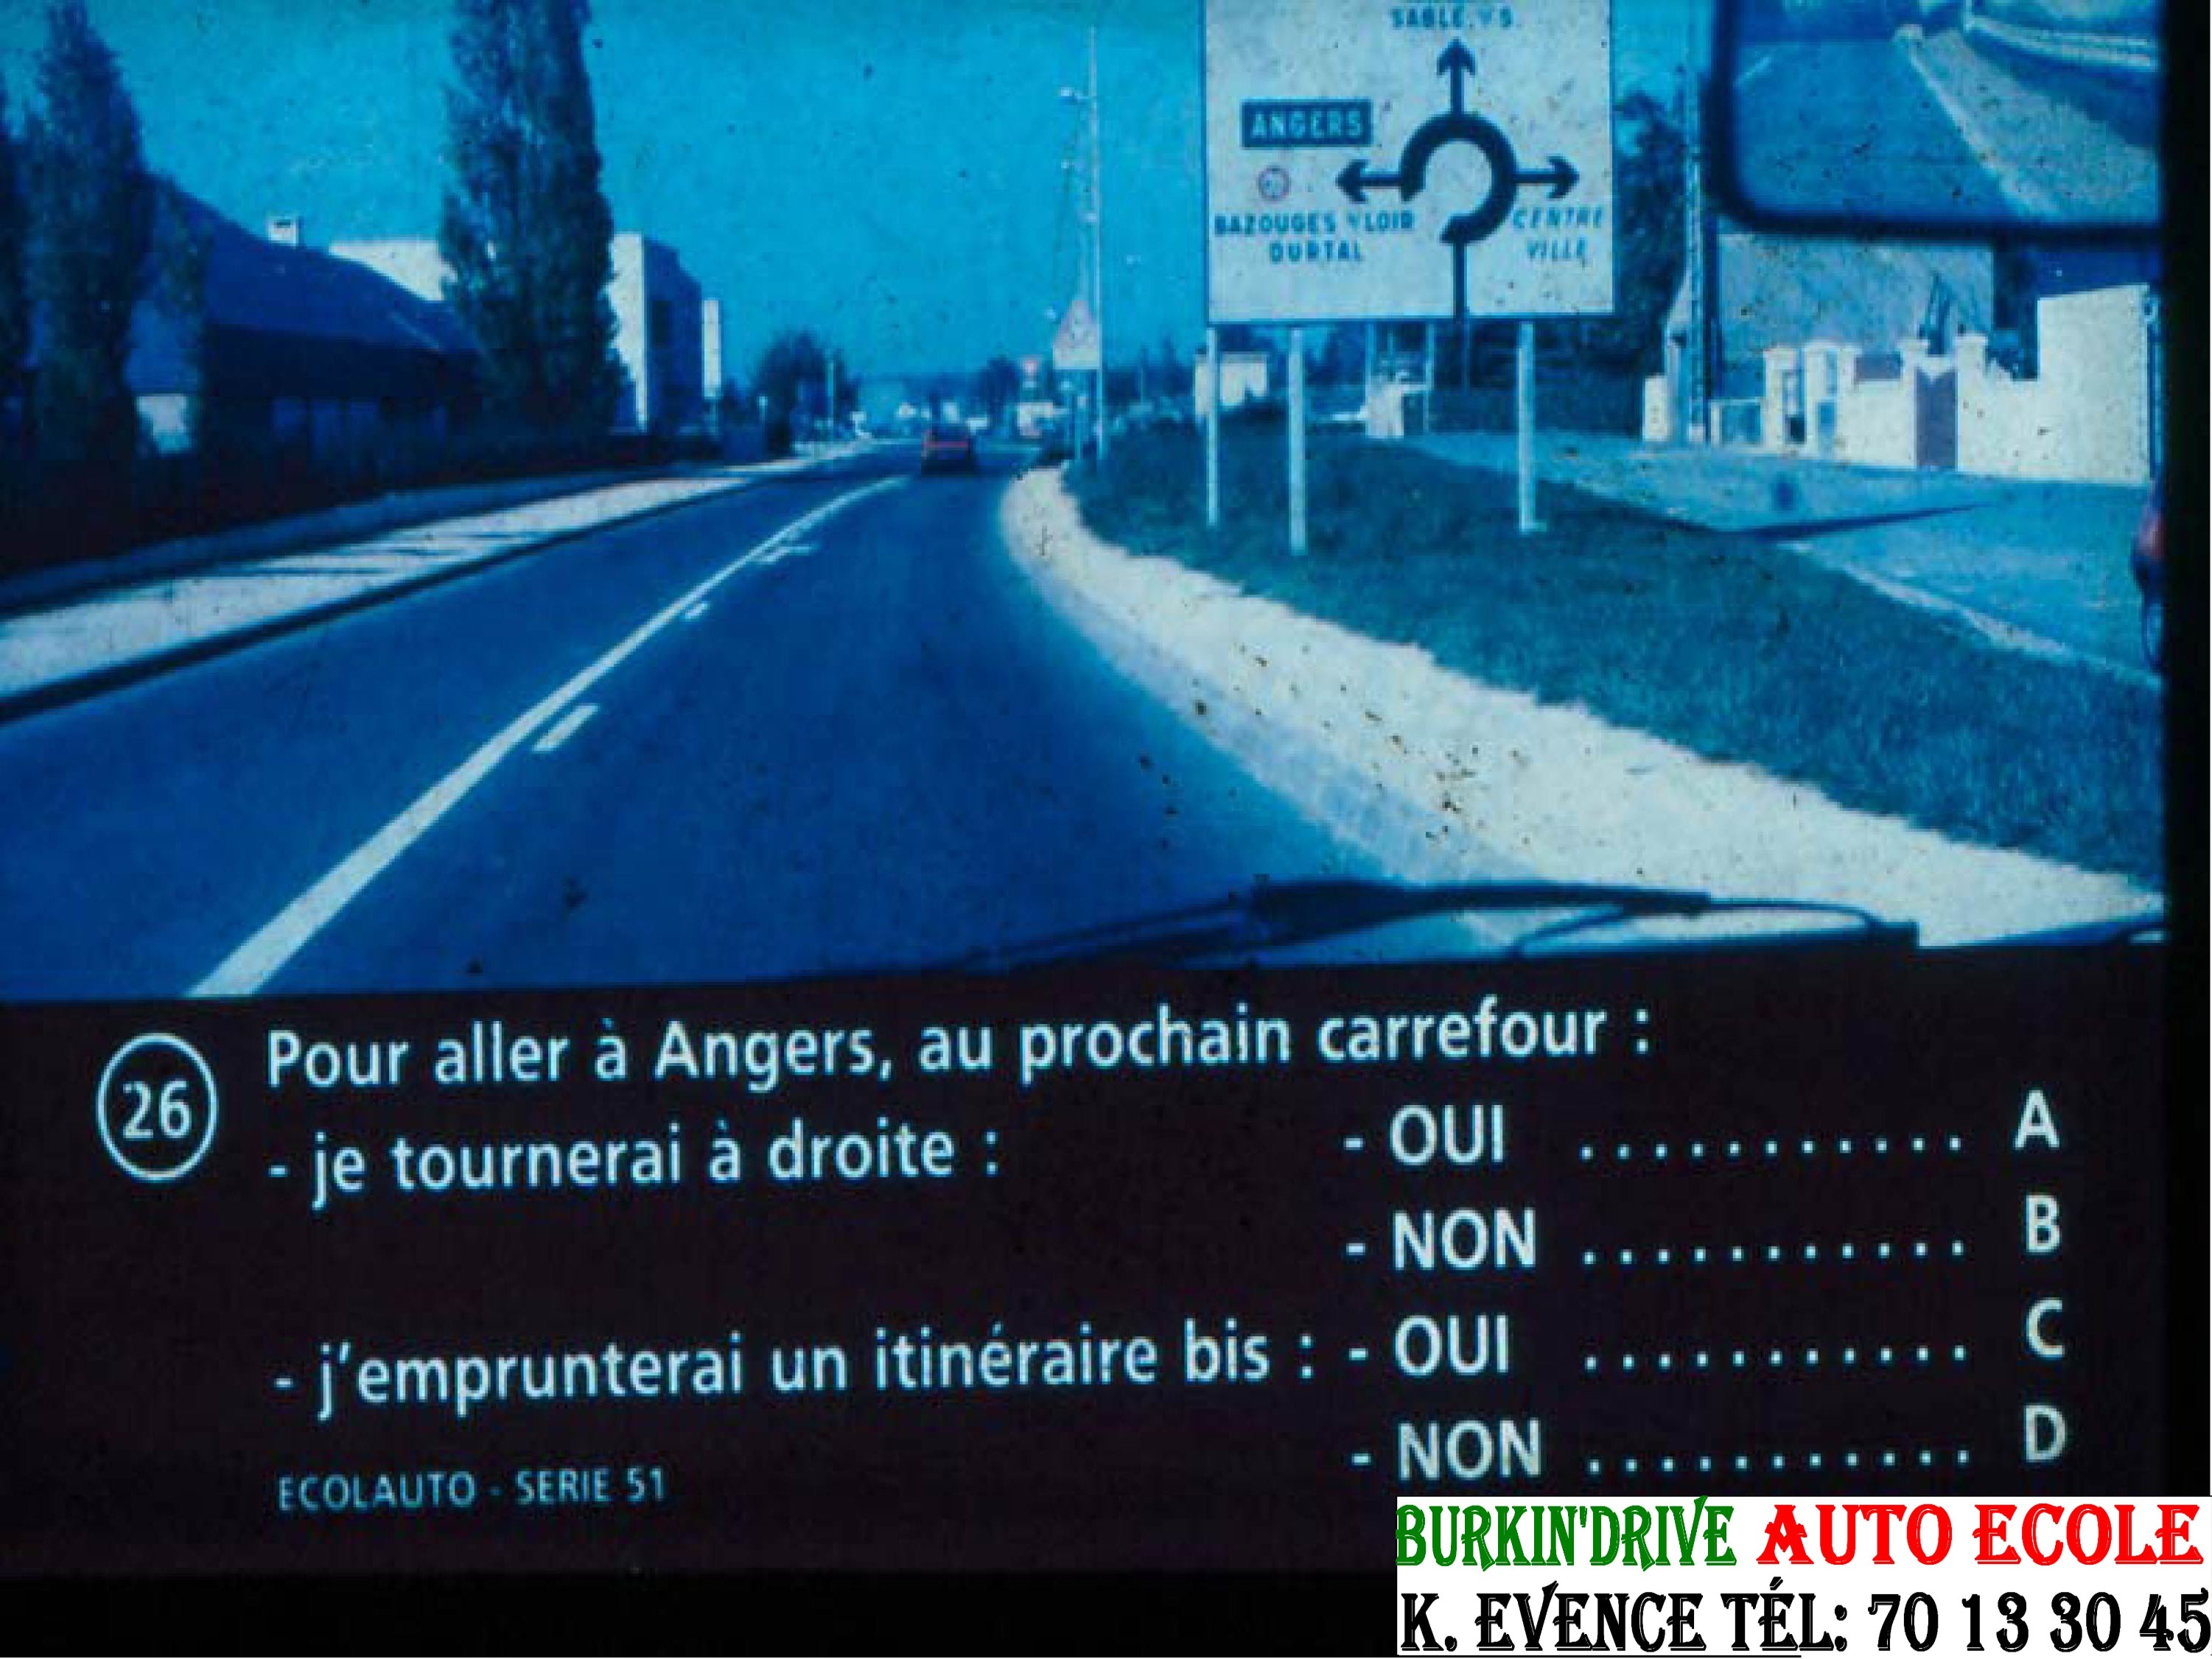 SABLÉ S/S
ANGERS
BAZOUGES S/LOIR
DURTAL
CENTRE
VILLE
26
Pour aller à Angers, au prochain carrefour :
- je tournerai à droite : - OUI ........... A
- NON ........... B
- j'emprunterai un itinéraire bis : - OUI ........... C
- NON ........... D
ECOLAUTO - SERIE 51
BURKIN'DRIVE AUTO ECOLE
K. EVENCE TÉL: 70 13 30 45